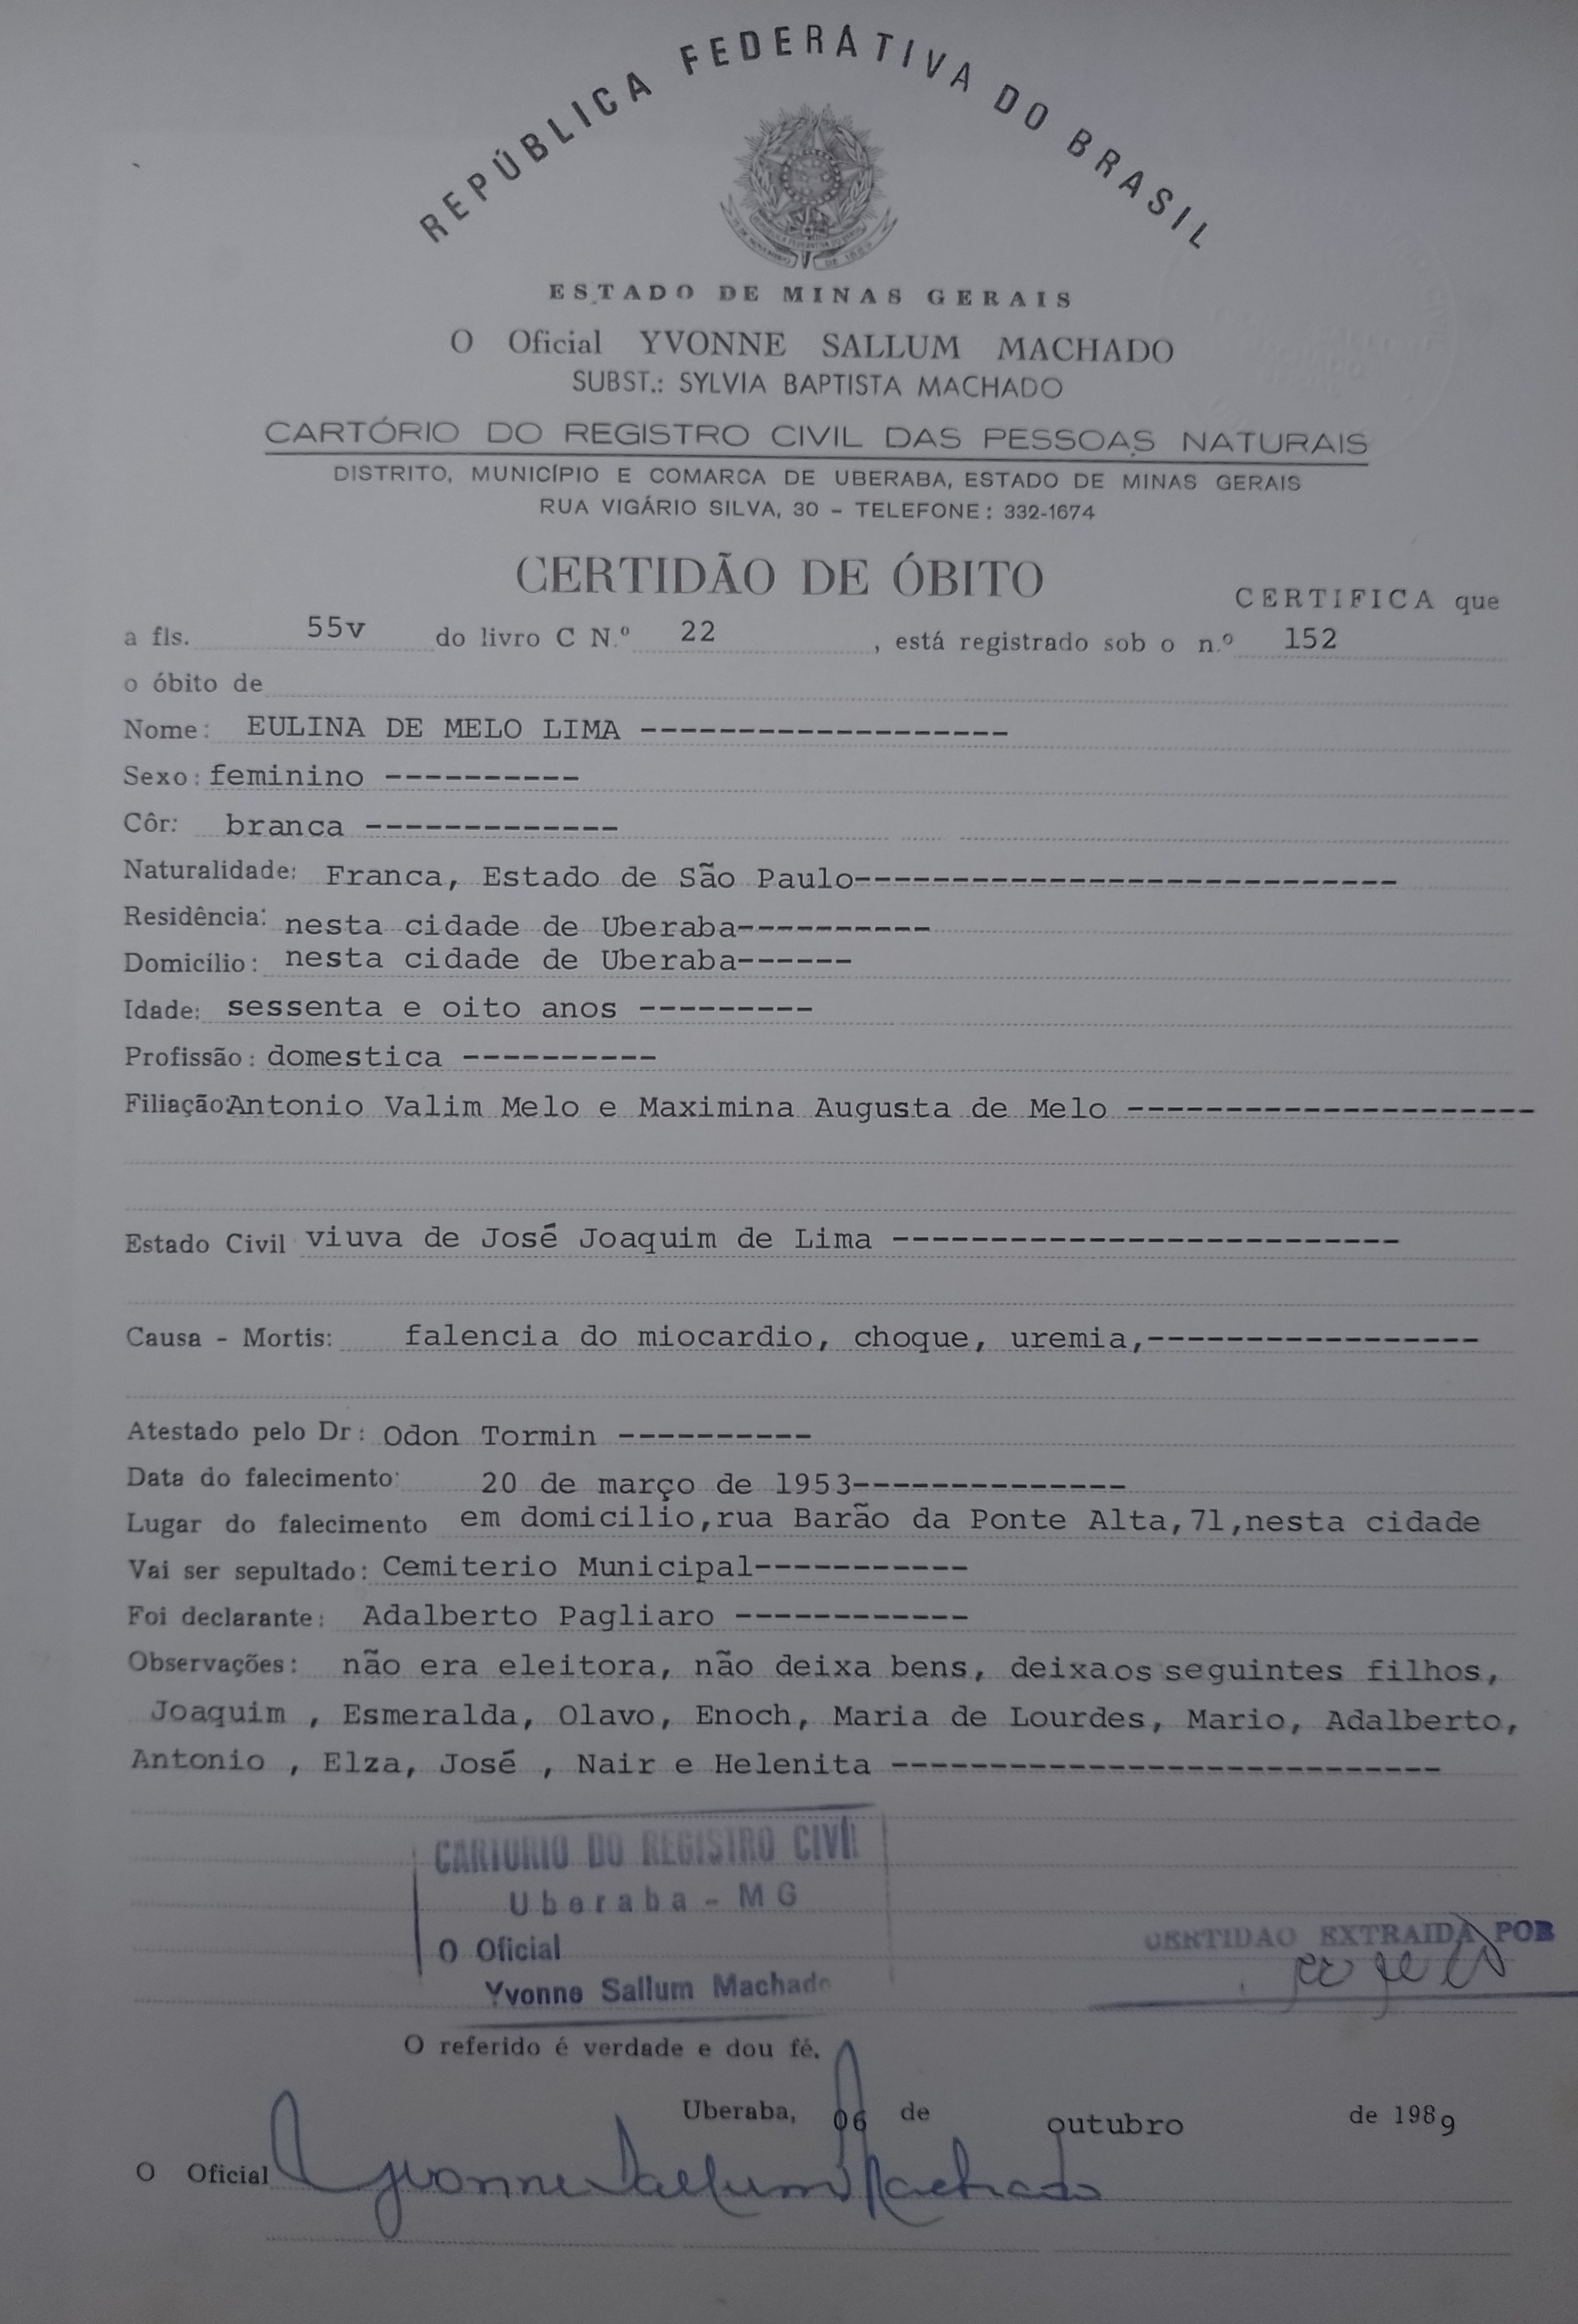 REPÚBLICA FEDERATIVA DO BRASIL
ESTADO DE MINAS GERAIS
O Oficial YVONNE SALLUM MACHADO
SUBST.: SYLVIA BAPTISTA MACHADO
CARTÓRIO DO REGISTRO CIVIL DAS PESSOAS NATURAIS
DISTRITO, MUNICÍPIO E COMARCA DE UBERABA, ESTADO DE MINAS GERAIS
RUA VIGÁRIO SILVA, 30 - TELEFONE: 332-1674
CERTIDÃO DE ÓBITO
CERTIFICA que
a fls. 55v do livro C N.º 22 , está registrado sob o n.º 152
o óbito de
Nome: EULINA DE MELO LIMA -------------------
Sexo: feminino ----------
Côr: branca -------------
Naturalidade: Franca, Estado de São Paulo----------------------------
Residência: nesta cidade de Uberaba----------
Domicílio: nesta cidade de Uberaba------
Idade: sessenta e oito anos ---------
Profissão: domestica ----------
Filiação: Antonio Valim Melo e Maximina Augusta de Melo ---------------------
Estado Civil viuva de José Joaquim de Lima --------------------------
Causa - Mortis: falencia do miocardio, choque, uremia,-----------------
Atestado pelo Dr: Odon Tormin ----------
Data do falecimento: 20 de março de 1953--------------
Lugar do falecimento em domicilio,rua Barão da Ponte Alta,71,nesta cidade
Vai ser sepultado: Cemiterio Municipal-----------
Foi declarante: Adalberto Pagliaro ------------
Observações: não era eleitora, não deixa bens, deixaos seguintes filhos,
Joaquim , Esmeralda, Olavo, Enoch, Maria de Lourdes, Mario, Adalberto,
Antonio , Elza, José , Nair e Helenita ----------------------------
CARTORIO DO REGISTRO CIVIL
Uberaba - MG
O Oficial
Yvonne Sallum Machado
CERTIDAO EXTRAIDA POR
O referido é verdade e dou fé.
Uberaba, 06 de outubro de 1989
O Oficial Yvonne Sallum Machado